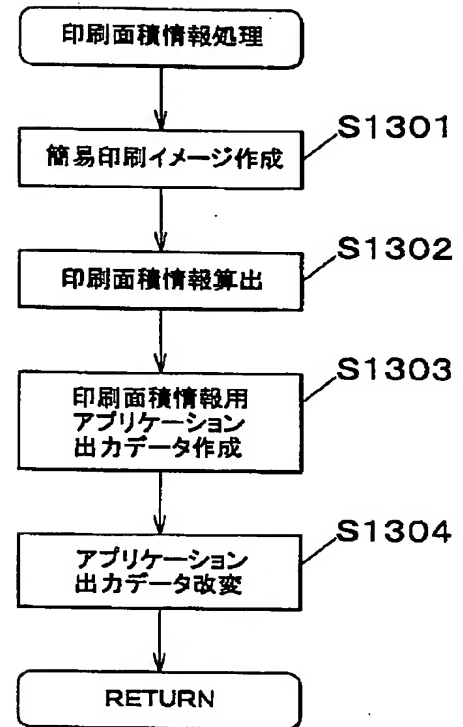 印刷面積情報処理
S1301
簡易印刷イメージ作成
S1302
印刷面積情報算出
S1303
印刷面積情報用
アプリケーション
出力データ作成
S1304
アプリケーション
出力データ改変
RETURN